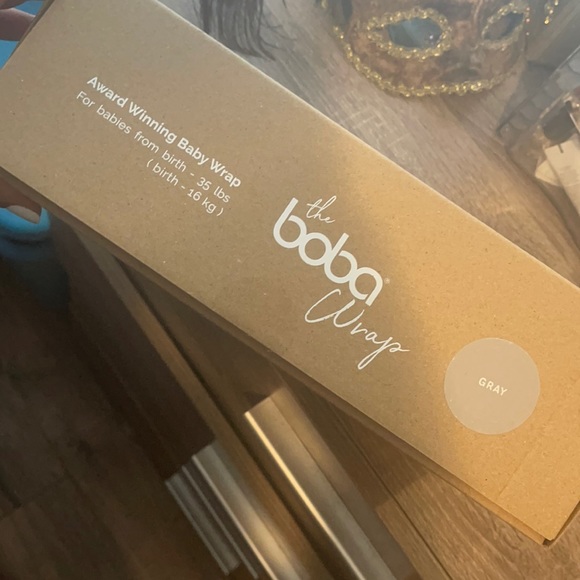 Award Winning Baby Wrap
For babies from birth - 35 lbs
( birth - 16 kg )
the
boba®
Wrap
GRAY